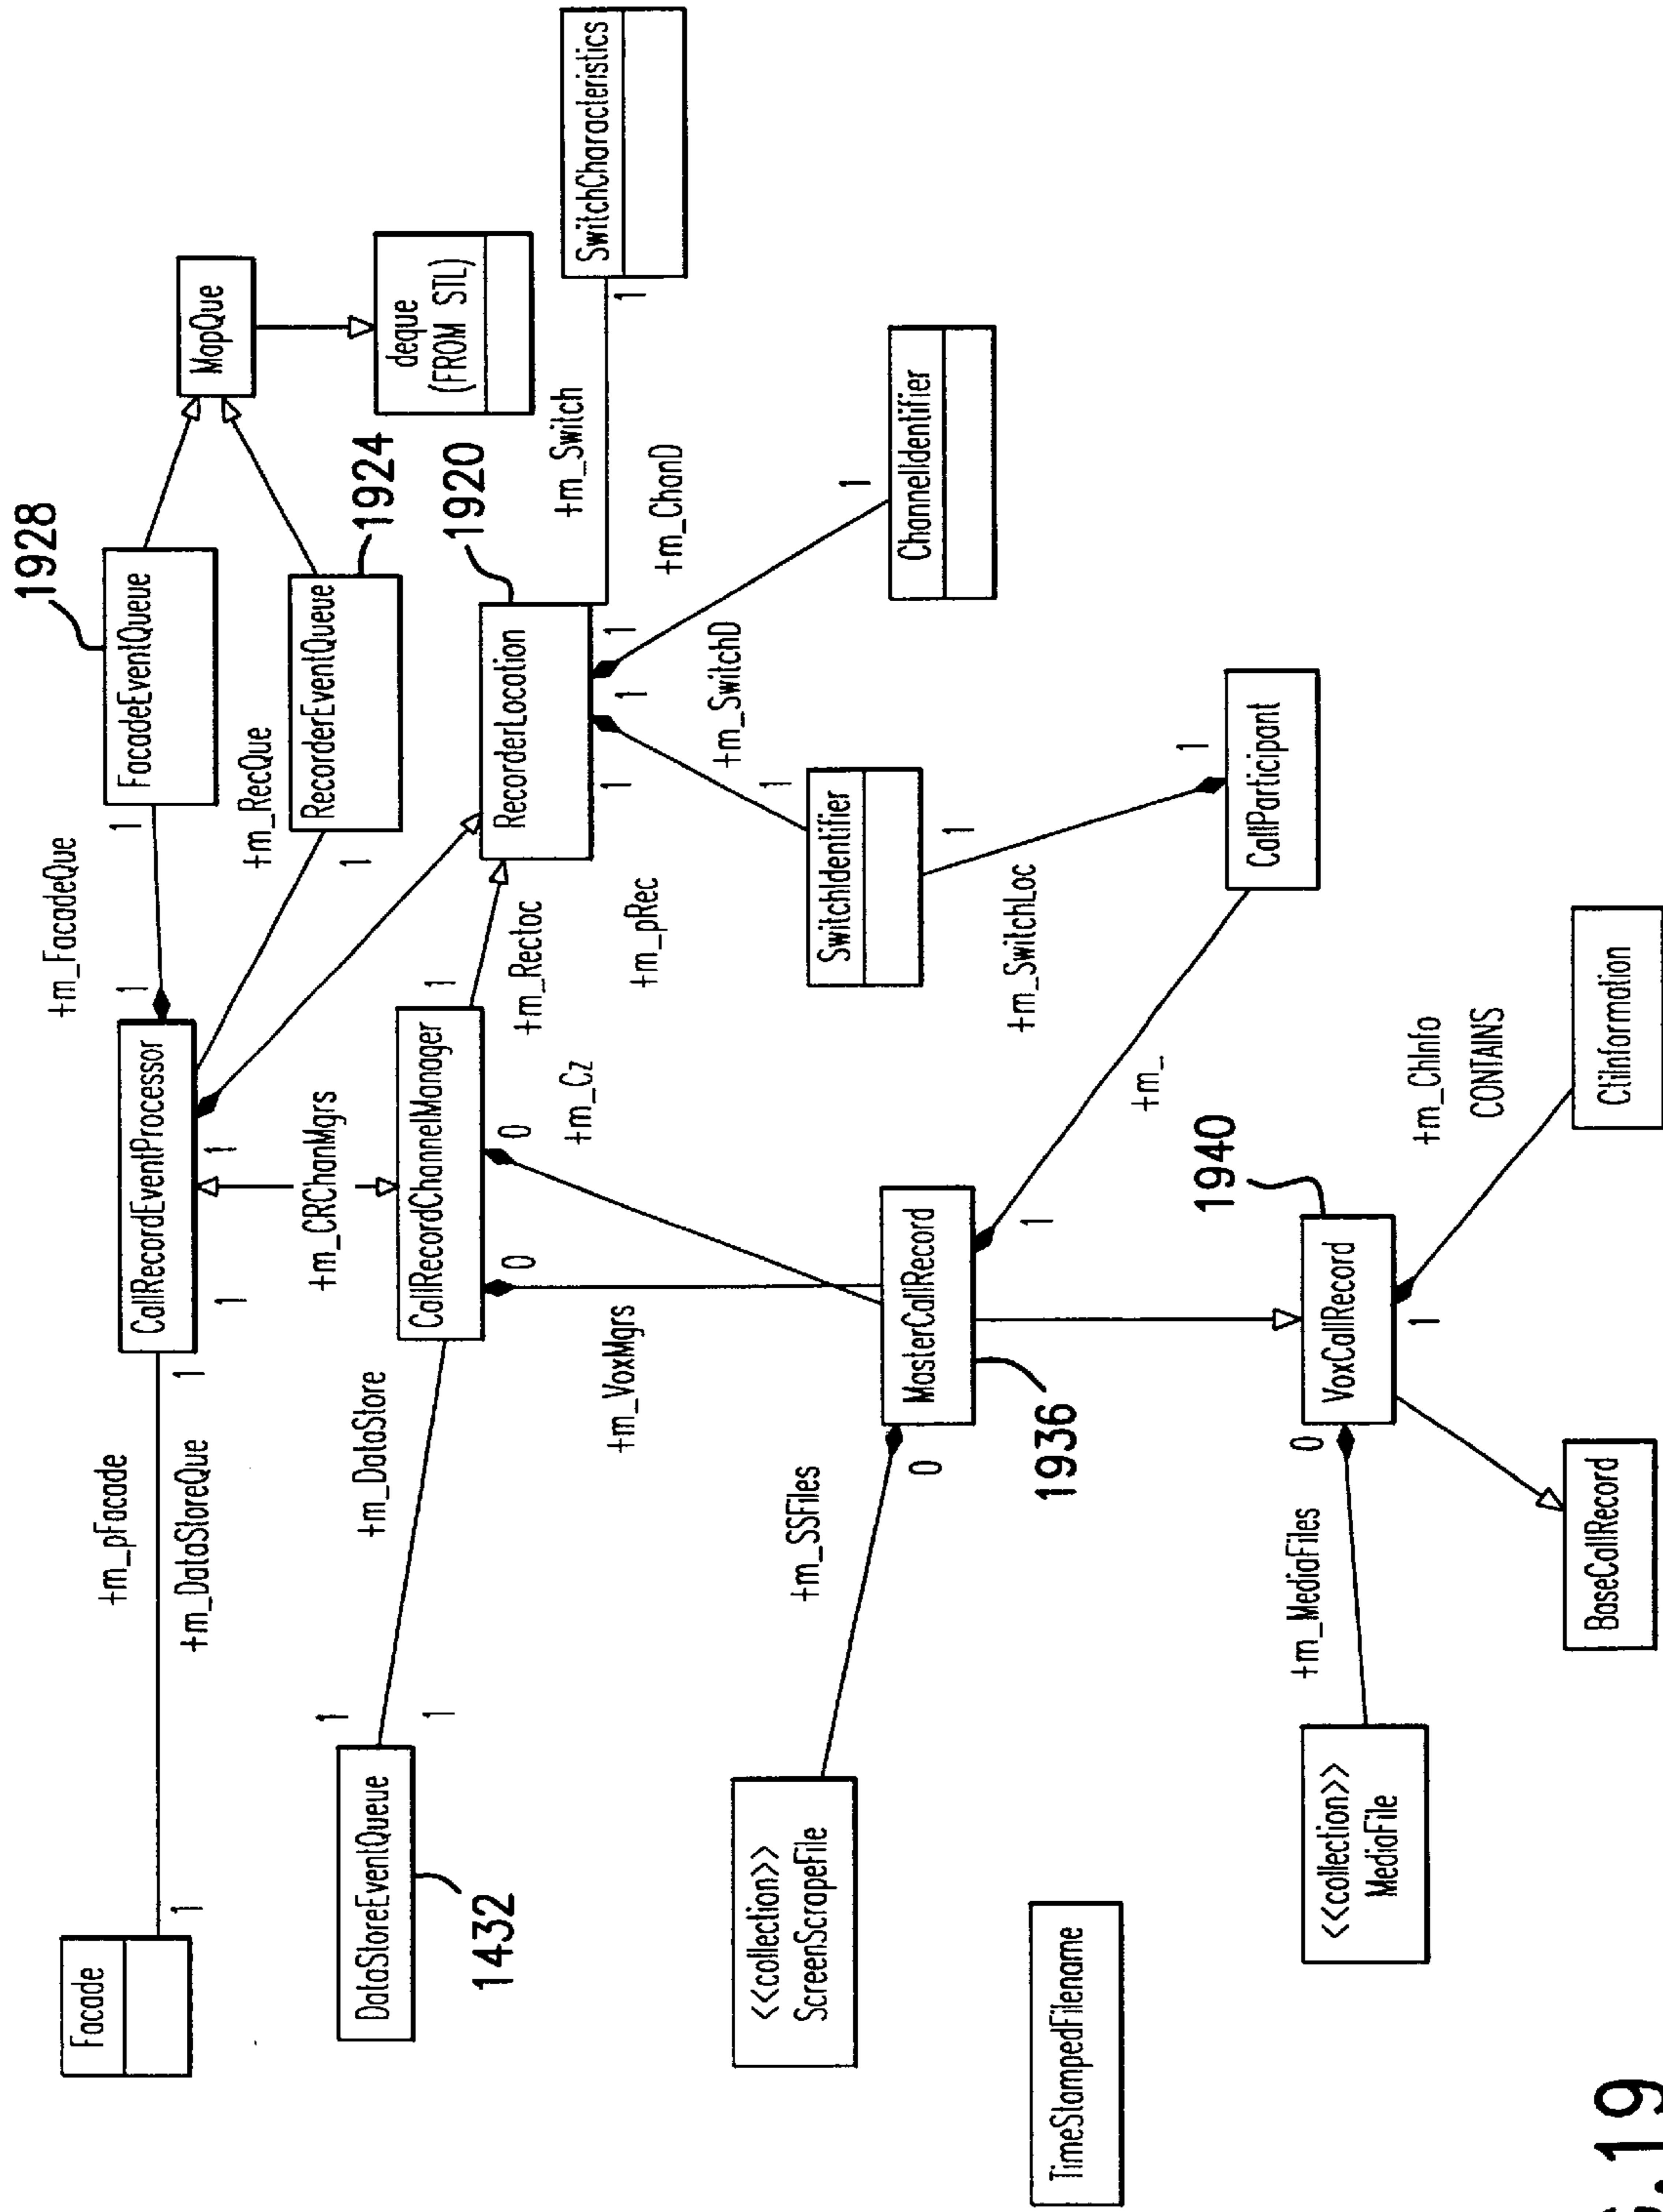 1928
+m_FacadeQue
FacadeEventQueue
MapQue
1
1
+m_pFacade
CallRecordEventProcessor
+m_RecQue
Facade
1
+m_DataStoreQue
1
1
1
RecorderEventQueue
1
1924
deque
(FROM STL)
+m_CRChanMgrs
1920
DataStoreEventQueue
1
1
+m_DataStore
CallRecordChannelManager
1
0
0
+m_RecLoc
RecorderLocation
1
1
1
+m_Switch
1
SwitchCharacteristics
1432
+m_Cz
+m_pRec
+m_ChanD
+m_VoxMgrs
+m_SwitchD
1
1
ChannelIdentifier
SwitchIdentifier
1
<<collection>>
ScreenScrapeFile
+m_SSFiles
0
MasterCallRecord
1
+m_SwitchLoc
1936
+m_
1
CallParticipant
TimeStampedFilename
1940
+m_MediaFiles
0
VoxCallRecord
1
+m_ChInfo
CONTAINS
<<collection>>
MediaFile
BaseCallRecord
CtiInformation
.19